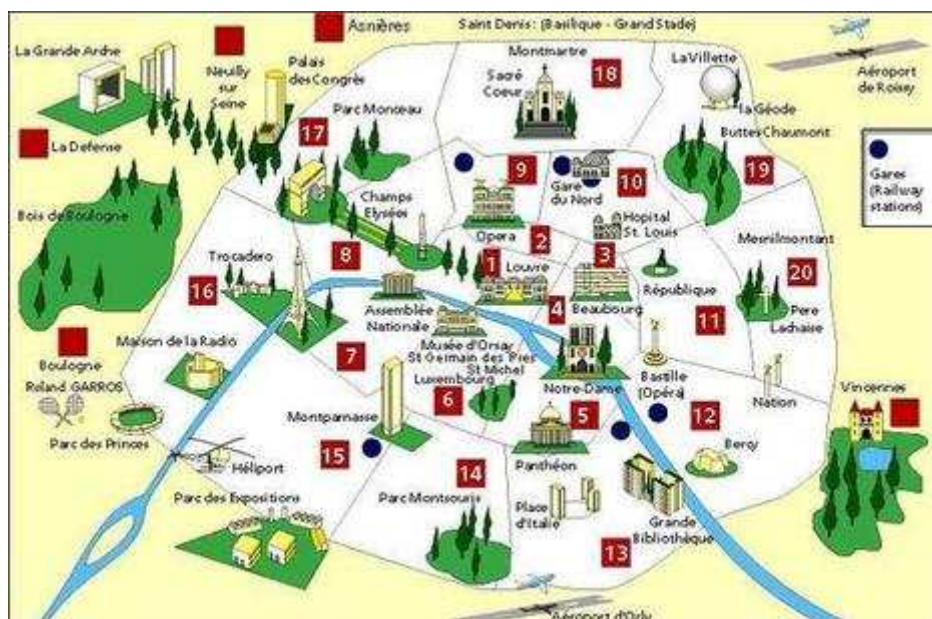 Asnières
Saint Denis: (Basilique - Grand Stade)
La Grande Arche
Neuilly
sur
Seine
Palais
des Congrès
Montmartre
Sacré
Coeur
18
La Villette
la Géode
Aéroport
de Roissy
La Defense
17
Parc Monceau
Buttes Chaumont
19
Gares
(Railway
stations)
9
Gare
du Nord
10
Bois de Boulogne
Champs
Elysées
Opera
2
Hopital
St. Louis
Mesnilmontant
20
Trocadero
8
1
Louvre
3
16
Assemblée
Nationale
4
Beaubourg
République
11
Pere
Lachaise
Boulogne
Maison de la Radio
7
Musée d'Orsay
St Germain des Pres
St Michel
Luxembourg
6
Notre-Dame
Bastille
(Opéra)
Nation
Vincennes
Roland GARROS
Parc des Princes
Montparnasse
5
12
Bercy
Héliport
15
14
Panthéon
Parc des Expositions
Parc Montsouris
Place
d'Italie
Grande
Bibliothèque
13
Aéroport d'Orly